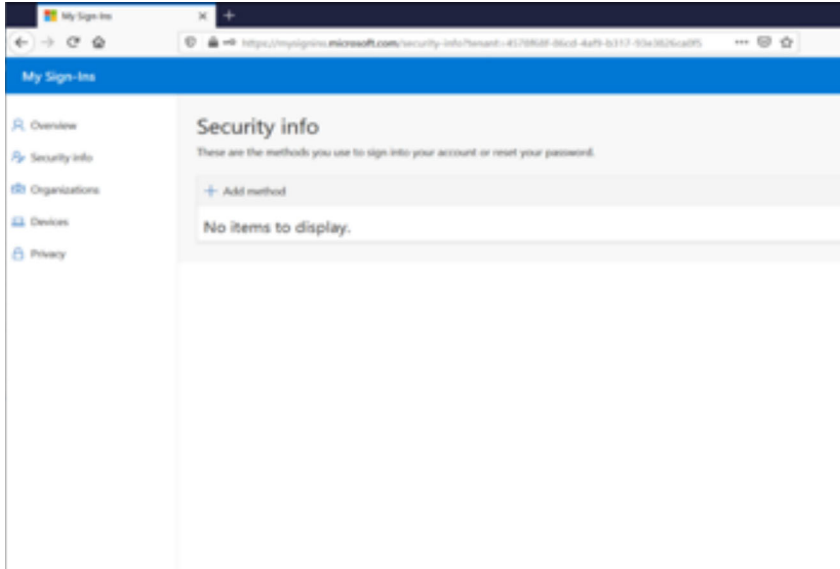 My Sign-Ins
My Sign-Ins
Overview
Security info
Organizations
Devices
Privacy
Security info
These are the methods you use to sign into your account or reset your password.
Add method
No items to display.